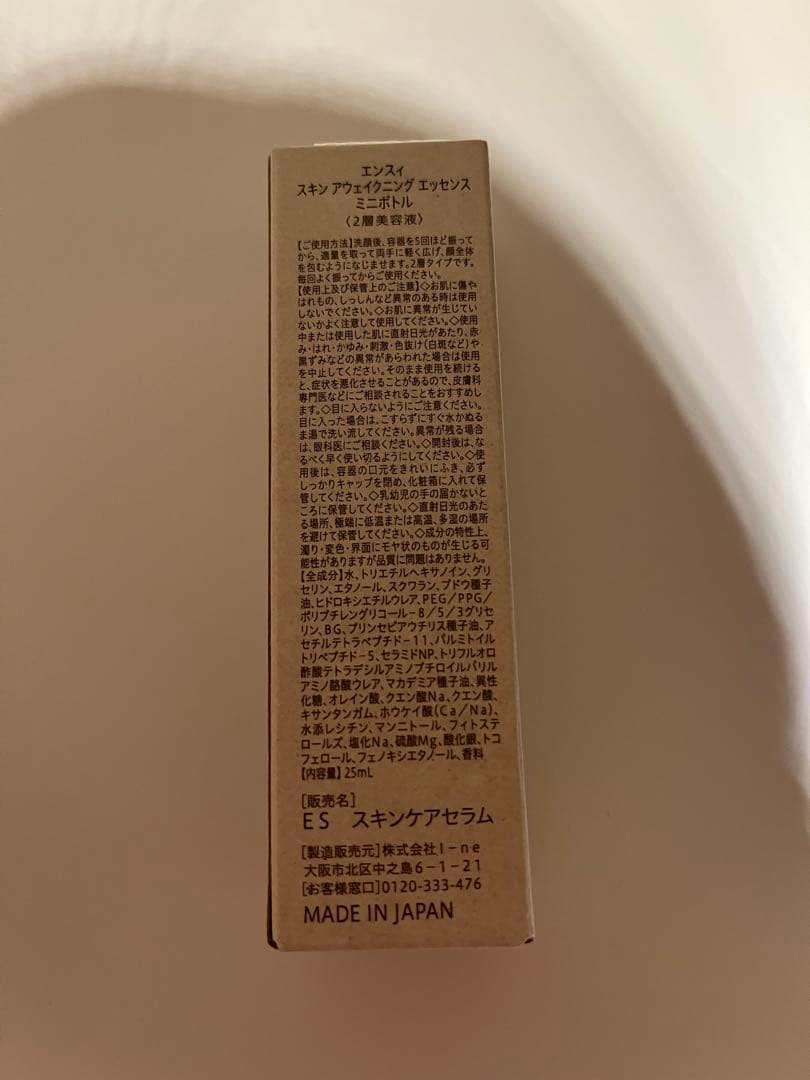 エンスィ
スキン アウェイクニング エッセンス
ミニボトル
〈2層美容液〉
【ご使用方法】洗顔後、容器を5回ほど振って
から、適量を取って両手に軽く広げ、顔全体
を包むようになじませます。2層タイプです。
毎回よく振ってからご使用ください。
【使用上及び保管上のご注意】◇お肌に傷や
はれもの、しっしんなど異常のある時は使用
しないでください。◇お肌に異常が生じてい
ないかよく注意して使用してください。◇使用
中または使用した肌に直射日光があたり、赤
み・はれ・かゆみ・刺激・色抜け(白斑など)や
黒ずみなどの異常があらわれた場合は使用
を中止してください。そのまま使用を続ける
と、症状を悪化させることがあるので、皮膚科
専門医などにご相談されることをおすすめし
ます。◇目に入らないようにご注意ください。
目に入った場合は、こすらずにすぐ水かぬる
ま湯で洗い流してください。異常が残る場合
は、眼科医にご相談ください。◇開封後は、な
るべく早く使い切るようにしてください。◇使
用後は、容器の口元をきれいにふき、必ず
しっかりキャップを閉め、化粧箱に入れて保
管してください。◇乳幼児の手の届かないと
ころに保管してください。◇直射日光のあた
る場所、極端に低温または高温、多湿の場所
を避けて保管してください。◇成分の特性上、
濁り・変色・界面にモヤ状のものが生じる可
能性がありますが品質に問題はありません。
【全成分】水、トリエチルヘキサノイン、グリ
セリン、エタノール、スクワラン、ブドウ種子
油、ヒドロキシエチルウレア、PEG/PPG/
ポリブチレングリコール-8/5/3グリセ
リン、BG、プリンセピアウチリス種子油、ア
セチルテトラペプチド-11、パルミトイル
トリペプチド-5、セラミドNP、トリフルオロ
酢酸テトラデシルアミノブチロイルバリル
アミノ酪酸ウレア、マカデミア種子油、異性
化糖、オレイン酸、クエン酸Na、クエン酸、
キサンタンガム、ホウケイ酸(Ca/Na)、
水添レシチン、マンニトール、フィトステ
ロールズ、塩化Na、硫酸Mg、酸化銀、トコ
フェロール、フェノキシエタノール、香料
【内容量】25mL
[販売名]
ES スキンケアセラム
[製造販売元]株式会社I-ne
大阪市北区中之島6-1-21
[お客様窓口]0120-333-476
MADE IN JAPAN